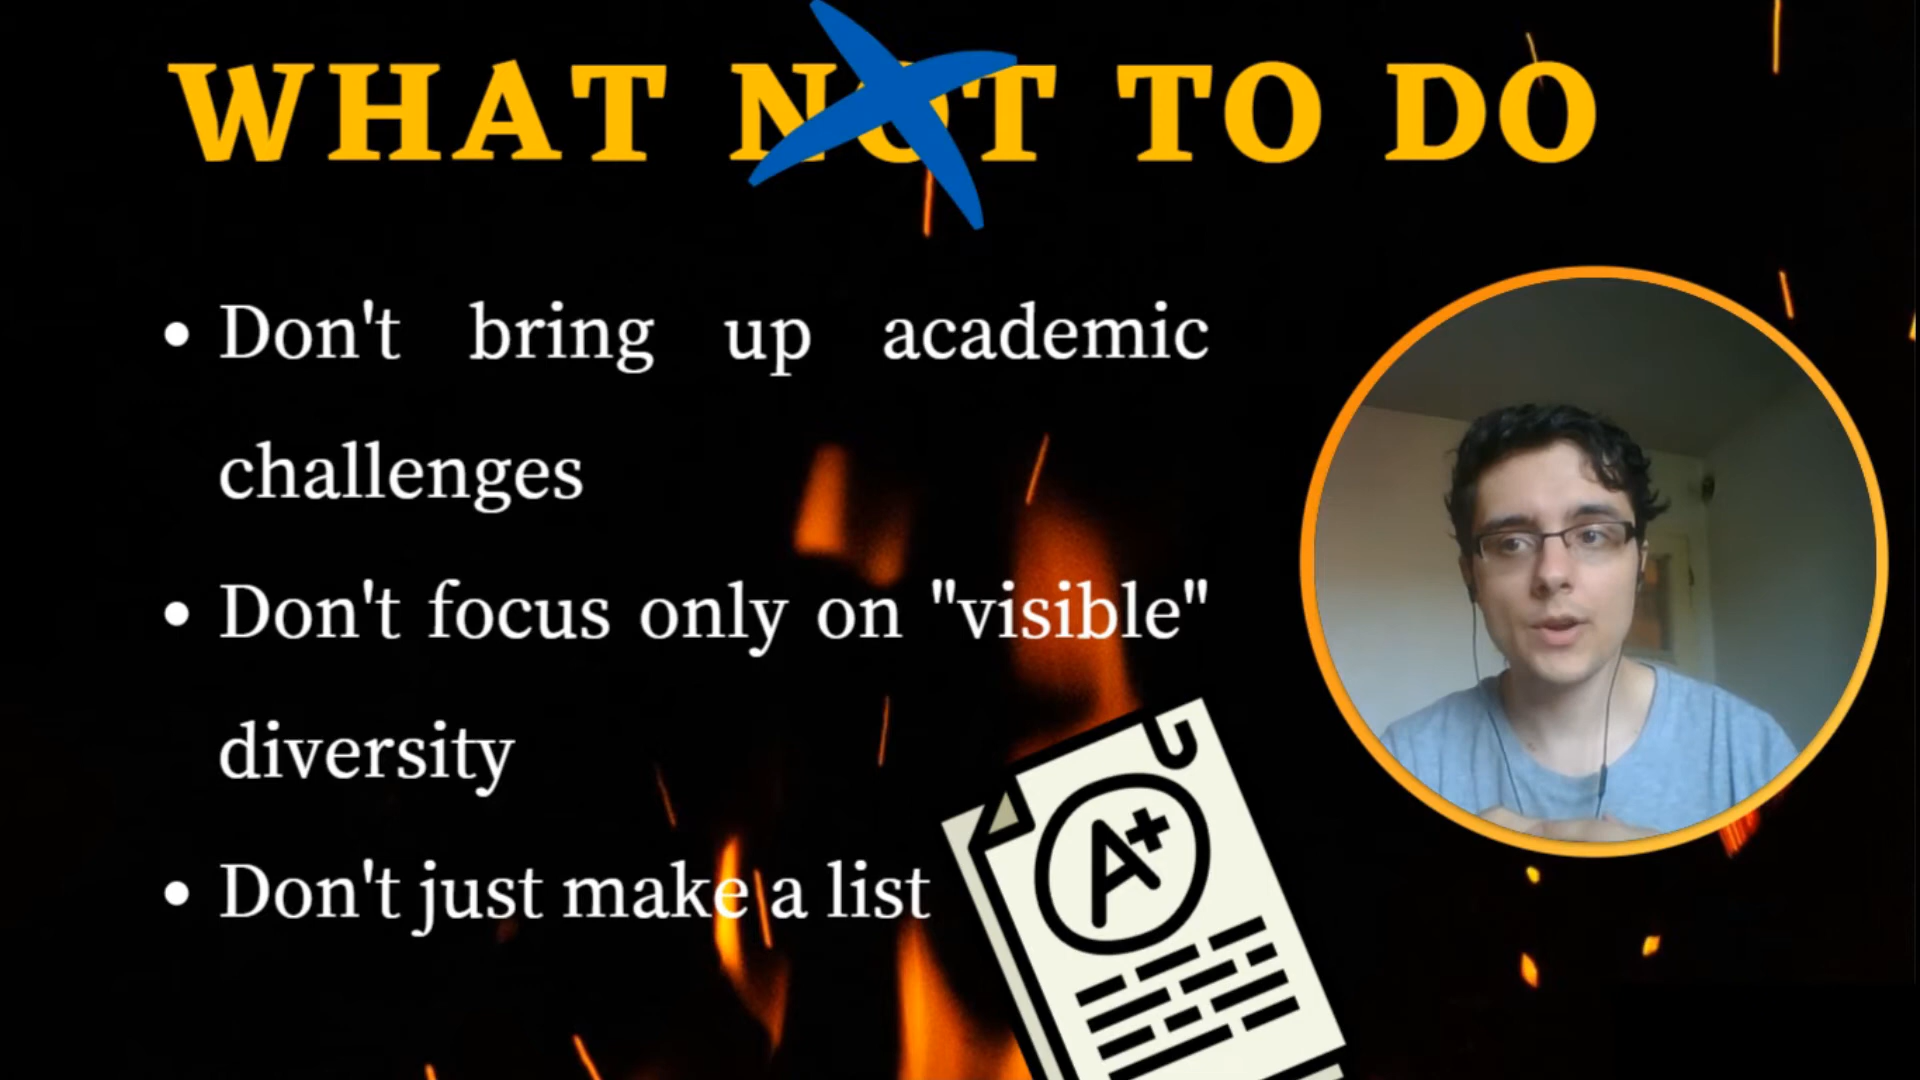 WHAT NOT TO DO
• Don't bring up academic
challenges
• Don't focus only on "visible"
diversity
• Don't just make a list
A+